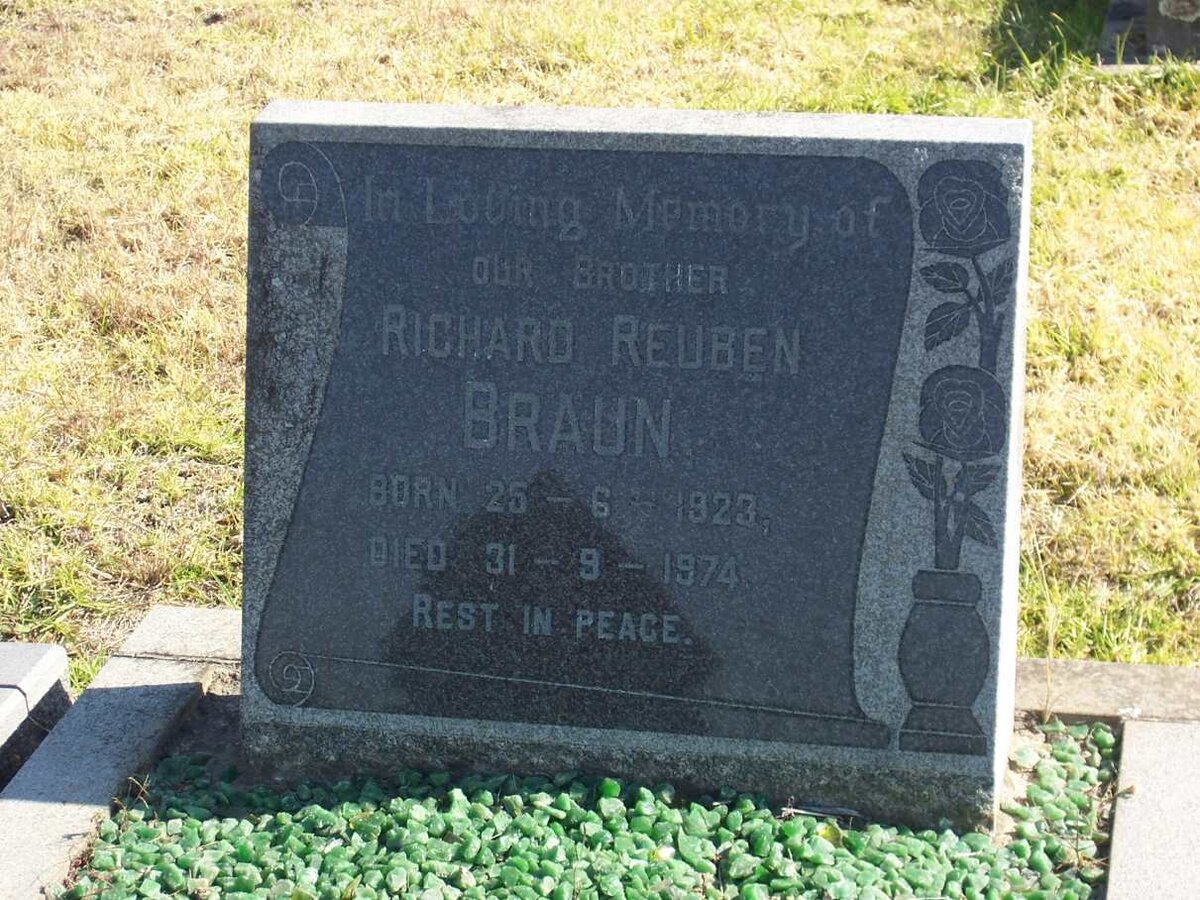 In Loving Memory of
OUR BROTHER
RICHARD REUBEN
BRAUN
BORN 25 - 6 - 1923,
DIED 31 - 9 - 1974
REST IN PEACE.